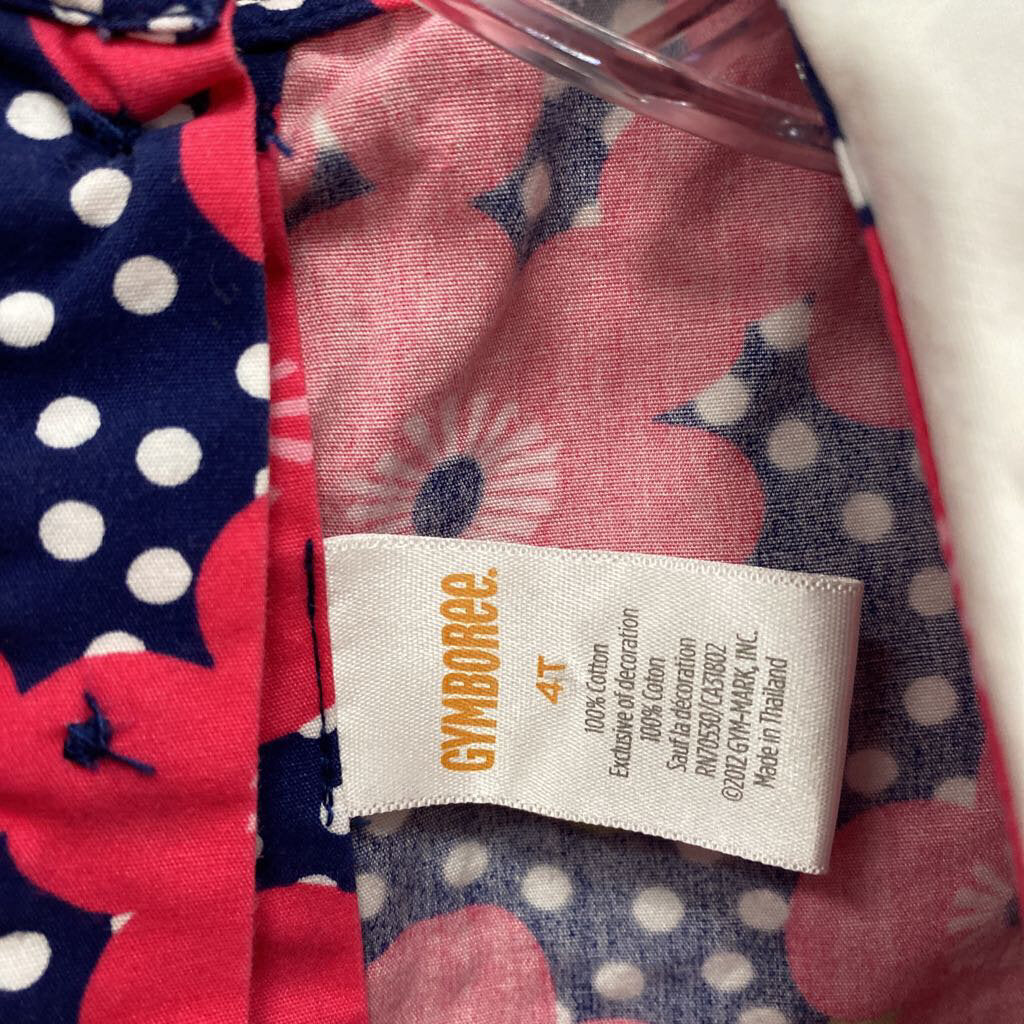 GYMBOREE.
4T
100% Cotton
Exclusive of decoration
100% Coton
Sauf la décoration
RN70530/CA31802
©2012 GYM-MARK, INC.
Made in Thailand